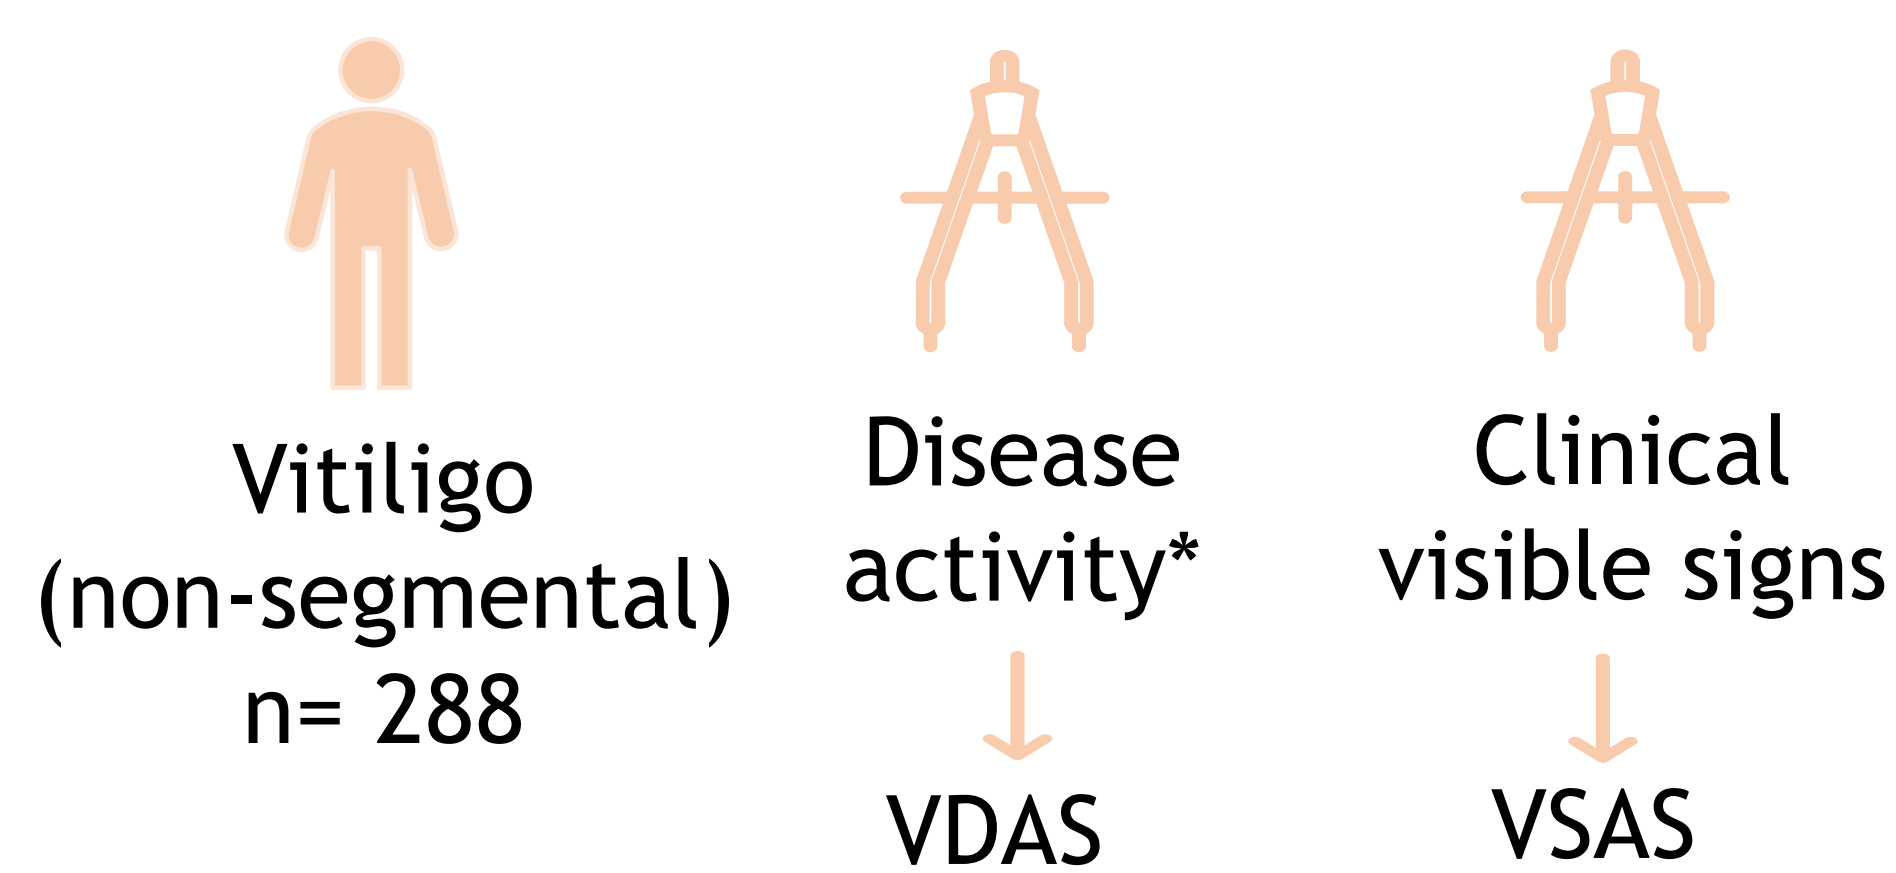 Vitiligo
(non-segmental)
n= 288
Disease
activity*
VDAS
Clinical
visible signs
VSAS